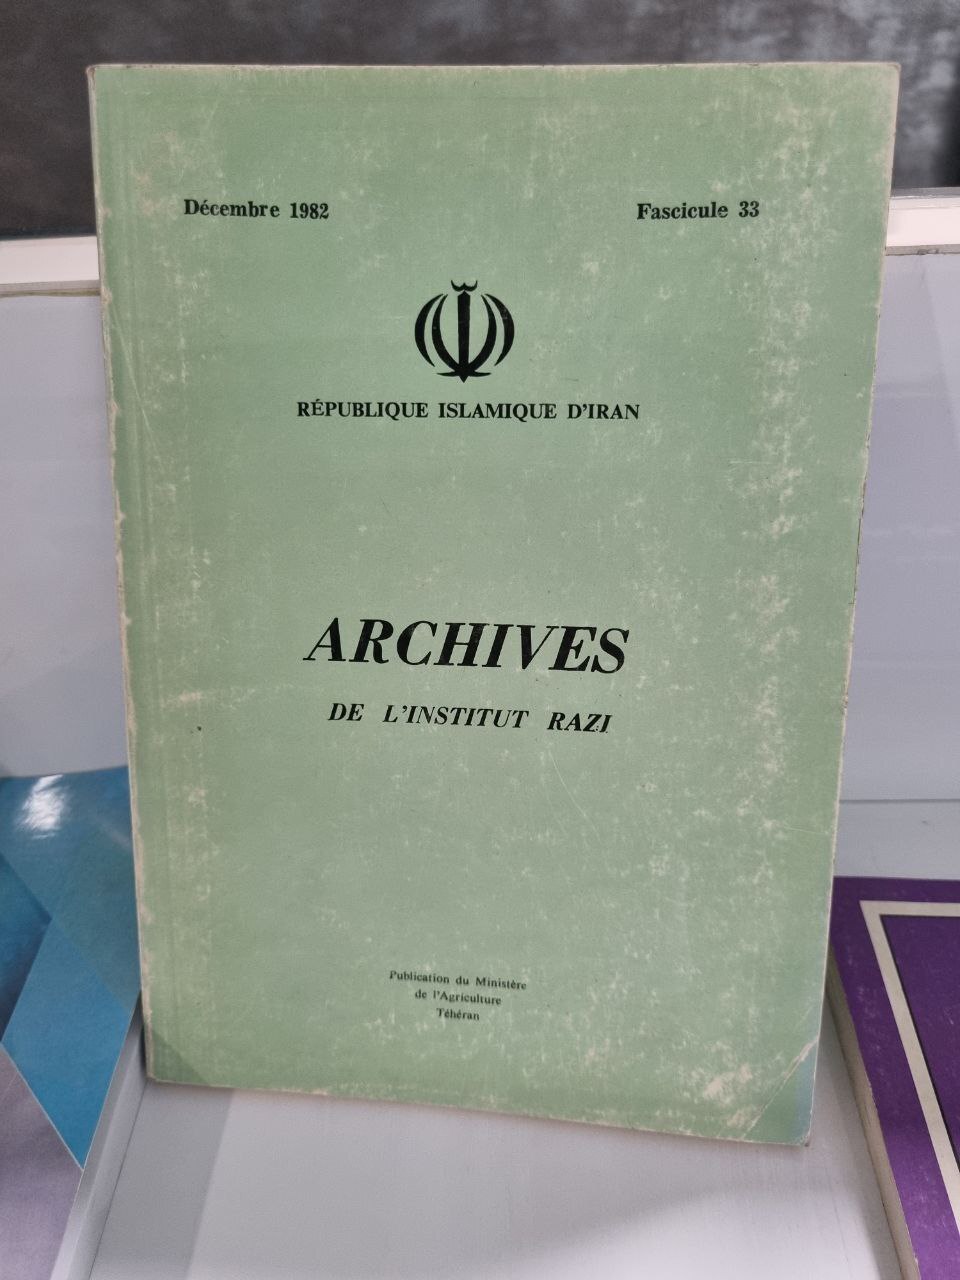 Décembre 1982
Fascicule 33
RÉPUBLIQUE ISLAMIQUE D'IRAN
ARCHIVES
DE L'INSTITUT RAZI
Publication du Ministère
de l'Agriculture
Téhéran